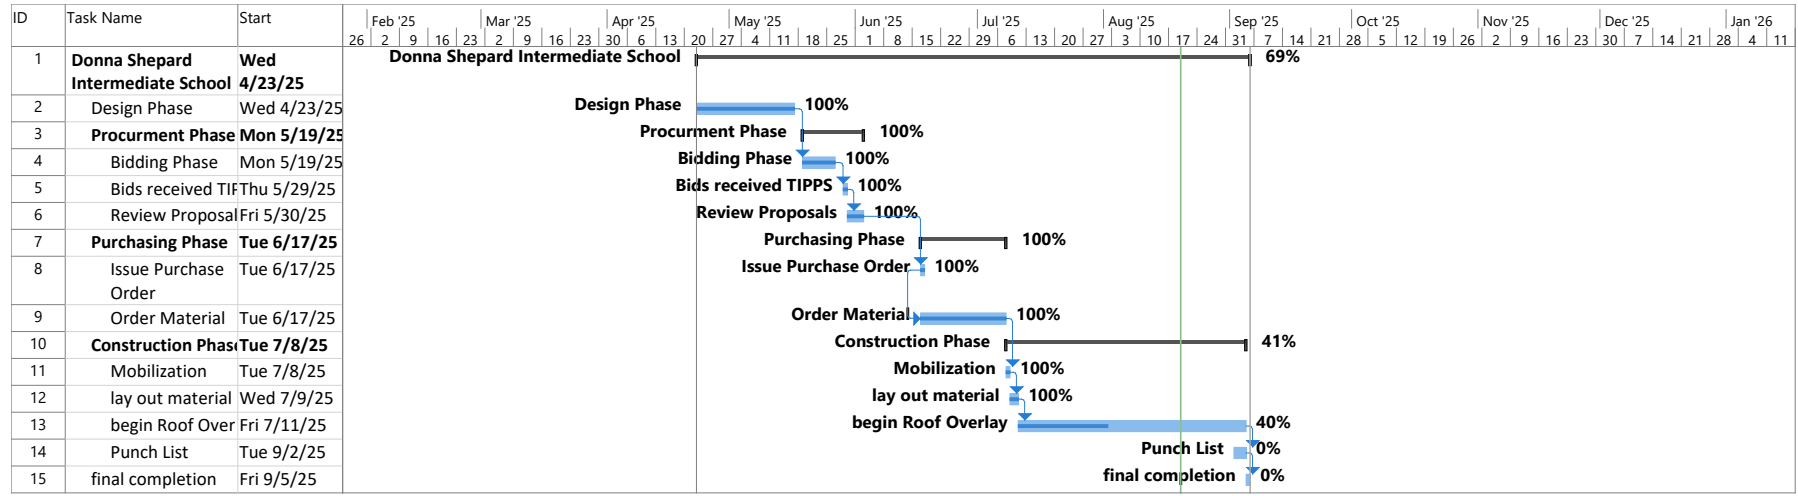 ID Task Name Start Feb '25 Mar '25 Apr '25 May '25 Jun '25 Jul '25 Aug '25 Sep '25 Oct '25 Nov '25 Dec '25 Jan '26
26 2 9 16 23 2 9 16 23 30 6 13 20 27 4 11 18 25 1 8 15 22 29 6 13 20 27 3 10 17 24 31 7 14 21 28 5 12 19 26 2 9 16 23 30 7 14 21 28 4 11
1 Donna Shepard Wed Donna Shepard Intermediate School 69%
Intermediate School 4/23/25
2 Design Phase Wed 4/23/25 Design Phase 100%
3 Procurment Phase Mon 5/19/25 Procurment Phase 100%
4 Bidding Phase Mon 5/19/25 Bidding Phase 100%
5 Bids received TIP Thu 5/29/25 Bids received TIPPS 100%
6 Review Proposal Fri 5/30/25 Review Proposals 100%
7 Purchasing Phase Tue 6/17/25 Purchasing Phase 100%
8 Issue Purchase Tue 6/17/25 Issue Purchase Order 100%
Order
9 Order Material Tue 6/17/25 Order Material 100%
10 Construction Phase Tue 7/8/25 Construction Phase 41%
11 Mobilization Tue 7/8/25 Mobilization 100%
12 lay out material Wed 7/9/25 lay out material 100%
13 begin Roof Over Fri 7/11/25 begin Roof Overlay 40%
14 Punch List Tue 9/2/25 Punch List 0%
15 final completion Fri 9/5/25 final completion 0%